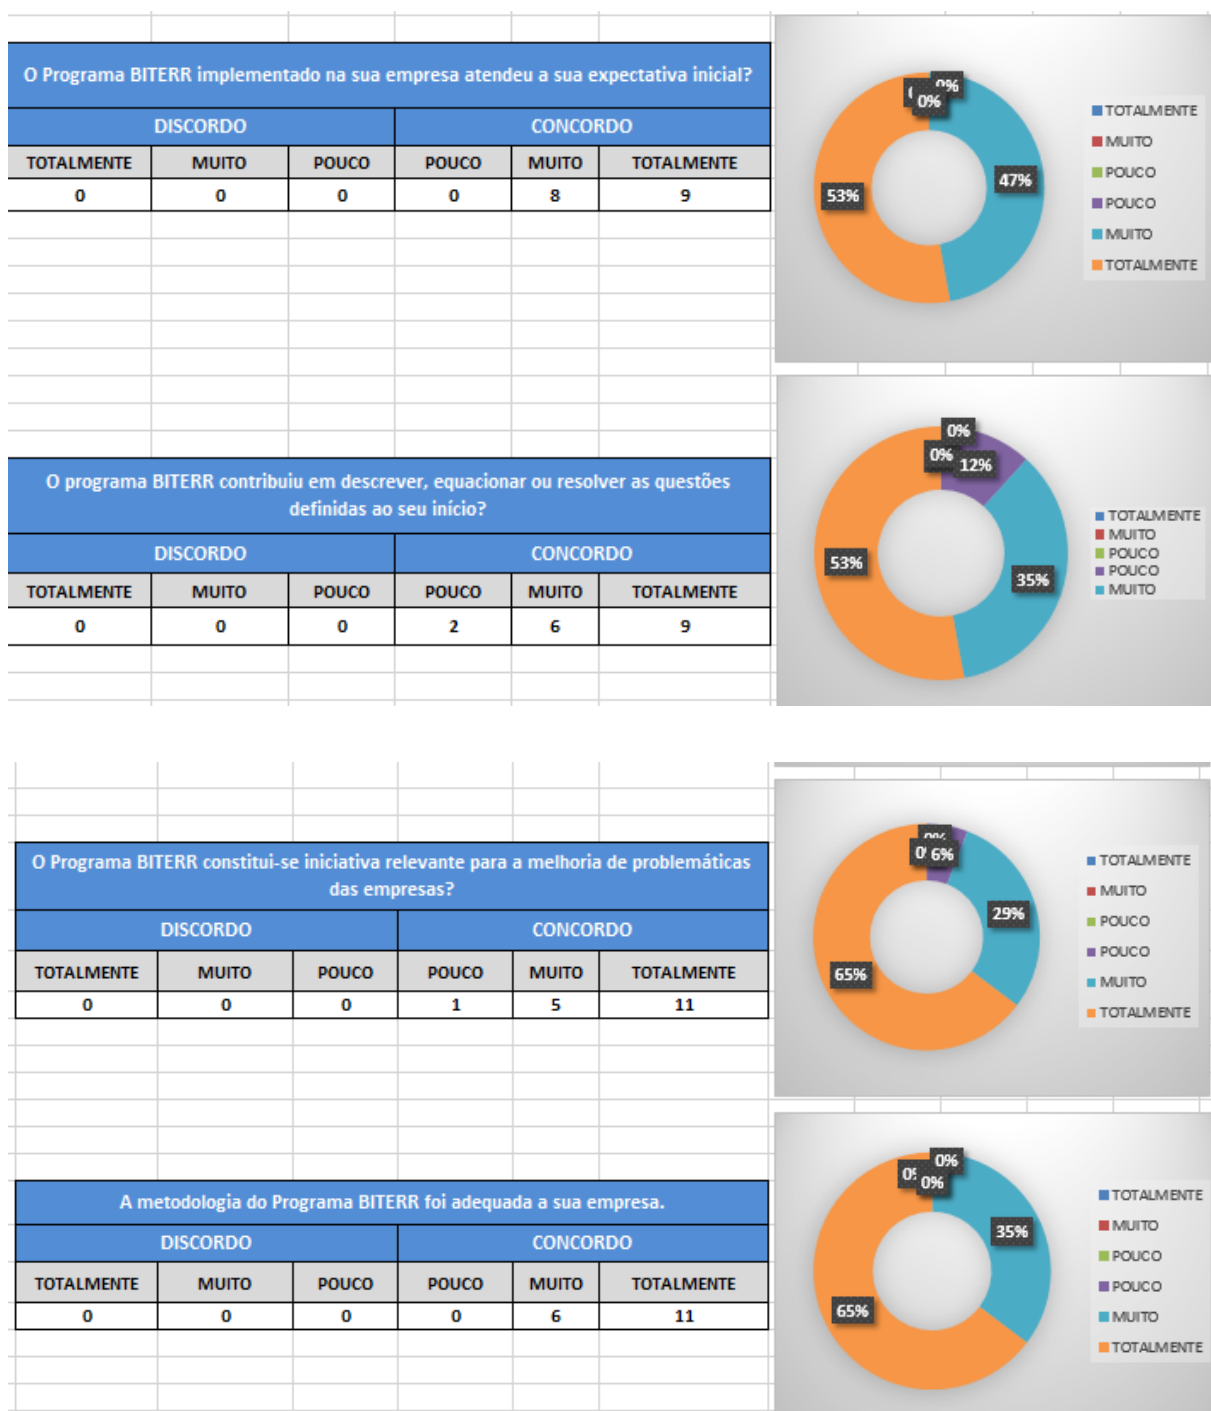 O Programa BITERR implementado na sua empresa atendeu a sua expectativa inicial?
DISCORDO CONCORDO
TOTALMENTE MUITO POUCO POUCO MUITO TOTALMENTE
0 0 0 0 8 9
0%
0%
47%
53%
TOTALMENTE
MUITO
POUCO
POUCO
MUITO
TOTALMENTE
O programa BITERR contribuiu em descrever, equacionar ou resolver as questões
definidas ao seu início?
DISCORDO CONCORDO
TOTALMENTE MUITO POUCO POUCO MUITO TOTALMENTE
0 0 0 2 6 9
0%
0%
12%
53%
35%
TOTALMENTE
MUITO
POUCO
POUCO
MUITO
O Programa BITERR constitui-se iniciativa relevante para a melhoria de problemáticas
das empresas?
DISCORDO CONCORDO
TOTALMENTE MUITO POUCO POUCO MUITO TOTALMENTE
0 0 0 1 5 11
0%
6%
29%
65%
TOTALMENTE
MUITO
POUCO
POUCO
MUITO
TOTALMENTE
A metodologia do Programa BITERR foi adequada a sua empresa.
DISCORDO CONCORDO
TOTALMENTE MUITO POUCO POUCO MUITO TOTALMENTE
0 0 0 0 6 11
0%
0%
35%
65%
TOTALMENTE
MUITO
POUCO
POUCO
MUITO
TOTALMENTE